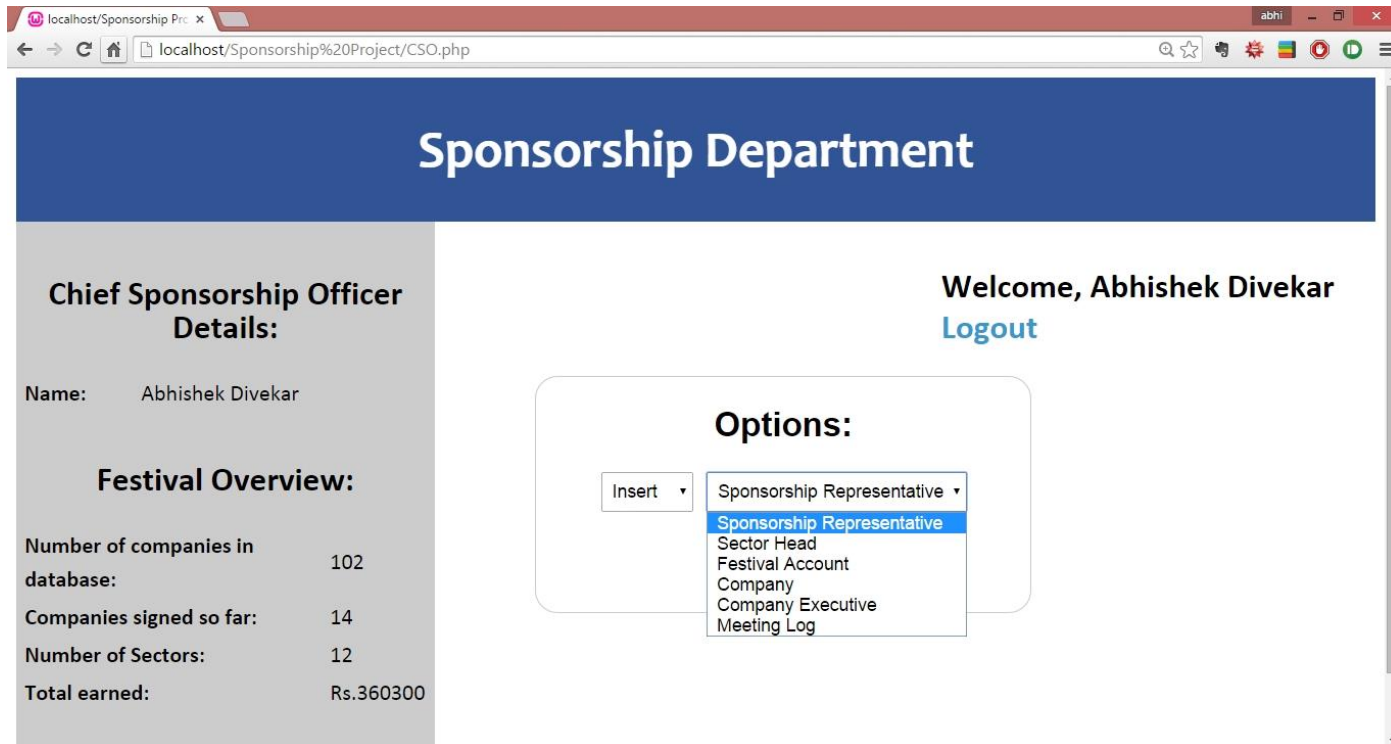 localhost/Sponsorship Prc
abhi
localhost/Sponsorship%20Project/CSO.php
Sponsorship Department
Chief Sponsorship Officer
Details:
Name: Abhishek Divekar
Festival Overview:
Number of companies in
database: 102
Companies signed so far: 14
Number of Sectors: 12
Total earned: Rs.360300
Welcome, Abhishek Divekar
Logout
Options:
Insert Sponsorship Representative
Sponsorship Representative
Sector Head
Festival Account
Company
Company Executive
Meeting Log